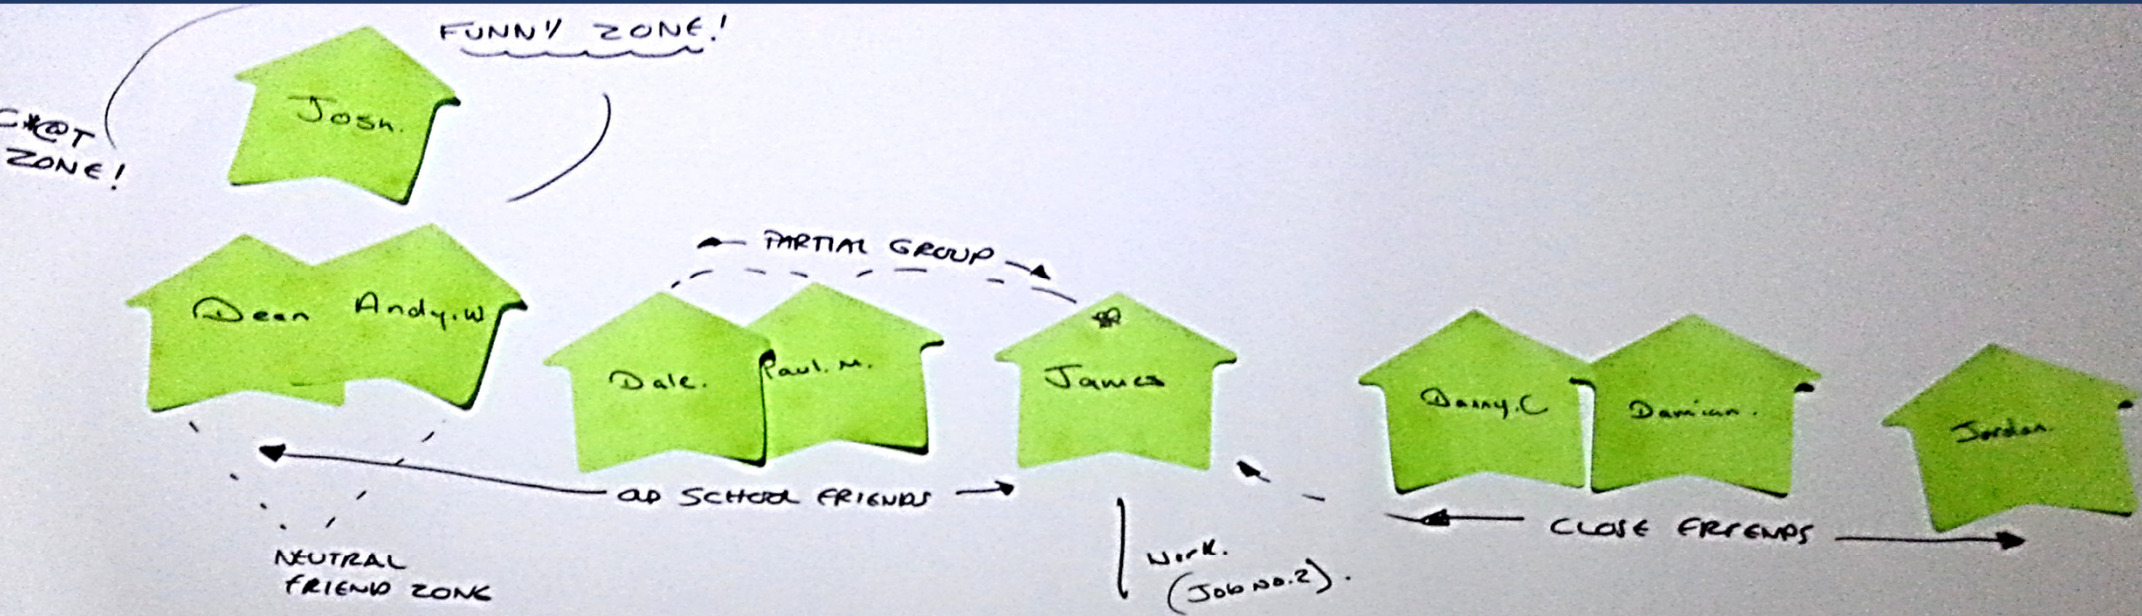 FUNNY ZONE!
Josh.
C*@T
ZONE!
PARTIAL GROUP
Dean
Andy.W
Dale.
Paul.M.
James
Danny.C
Damian.
Jordan.
OLD SCHOOL FRIENDS
CLOSE FRIENDS
NEUTRAL
FRIEND ZONE
Work.
(JOB NO.2).